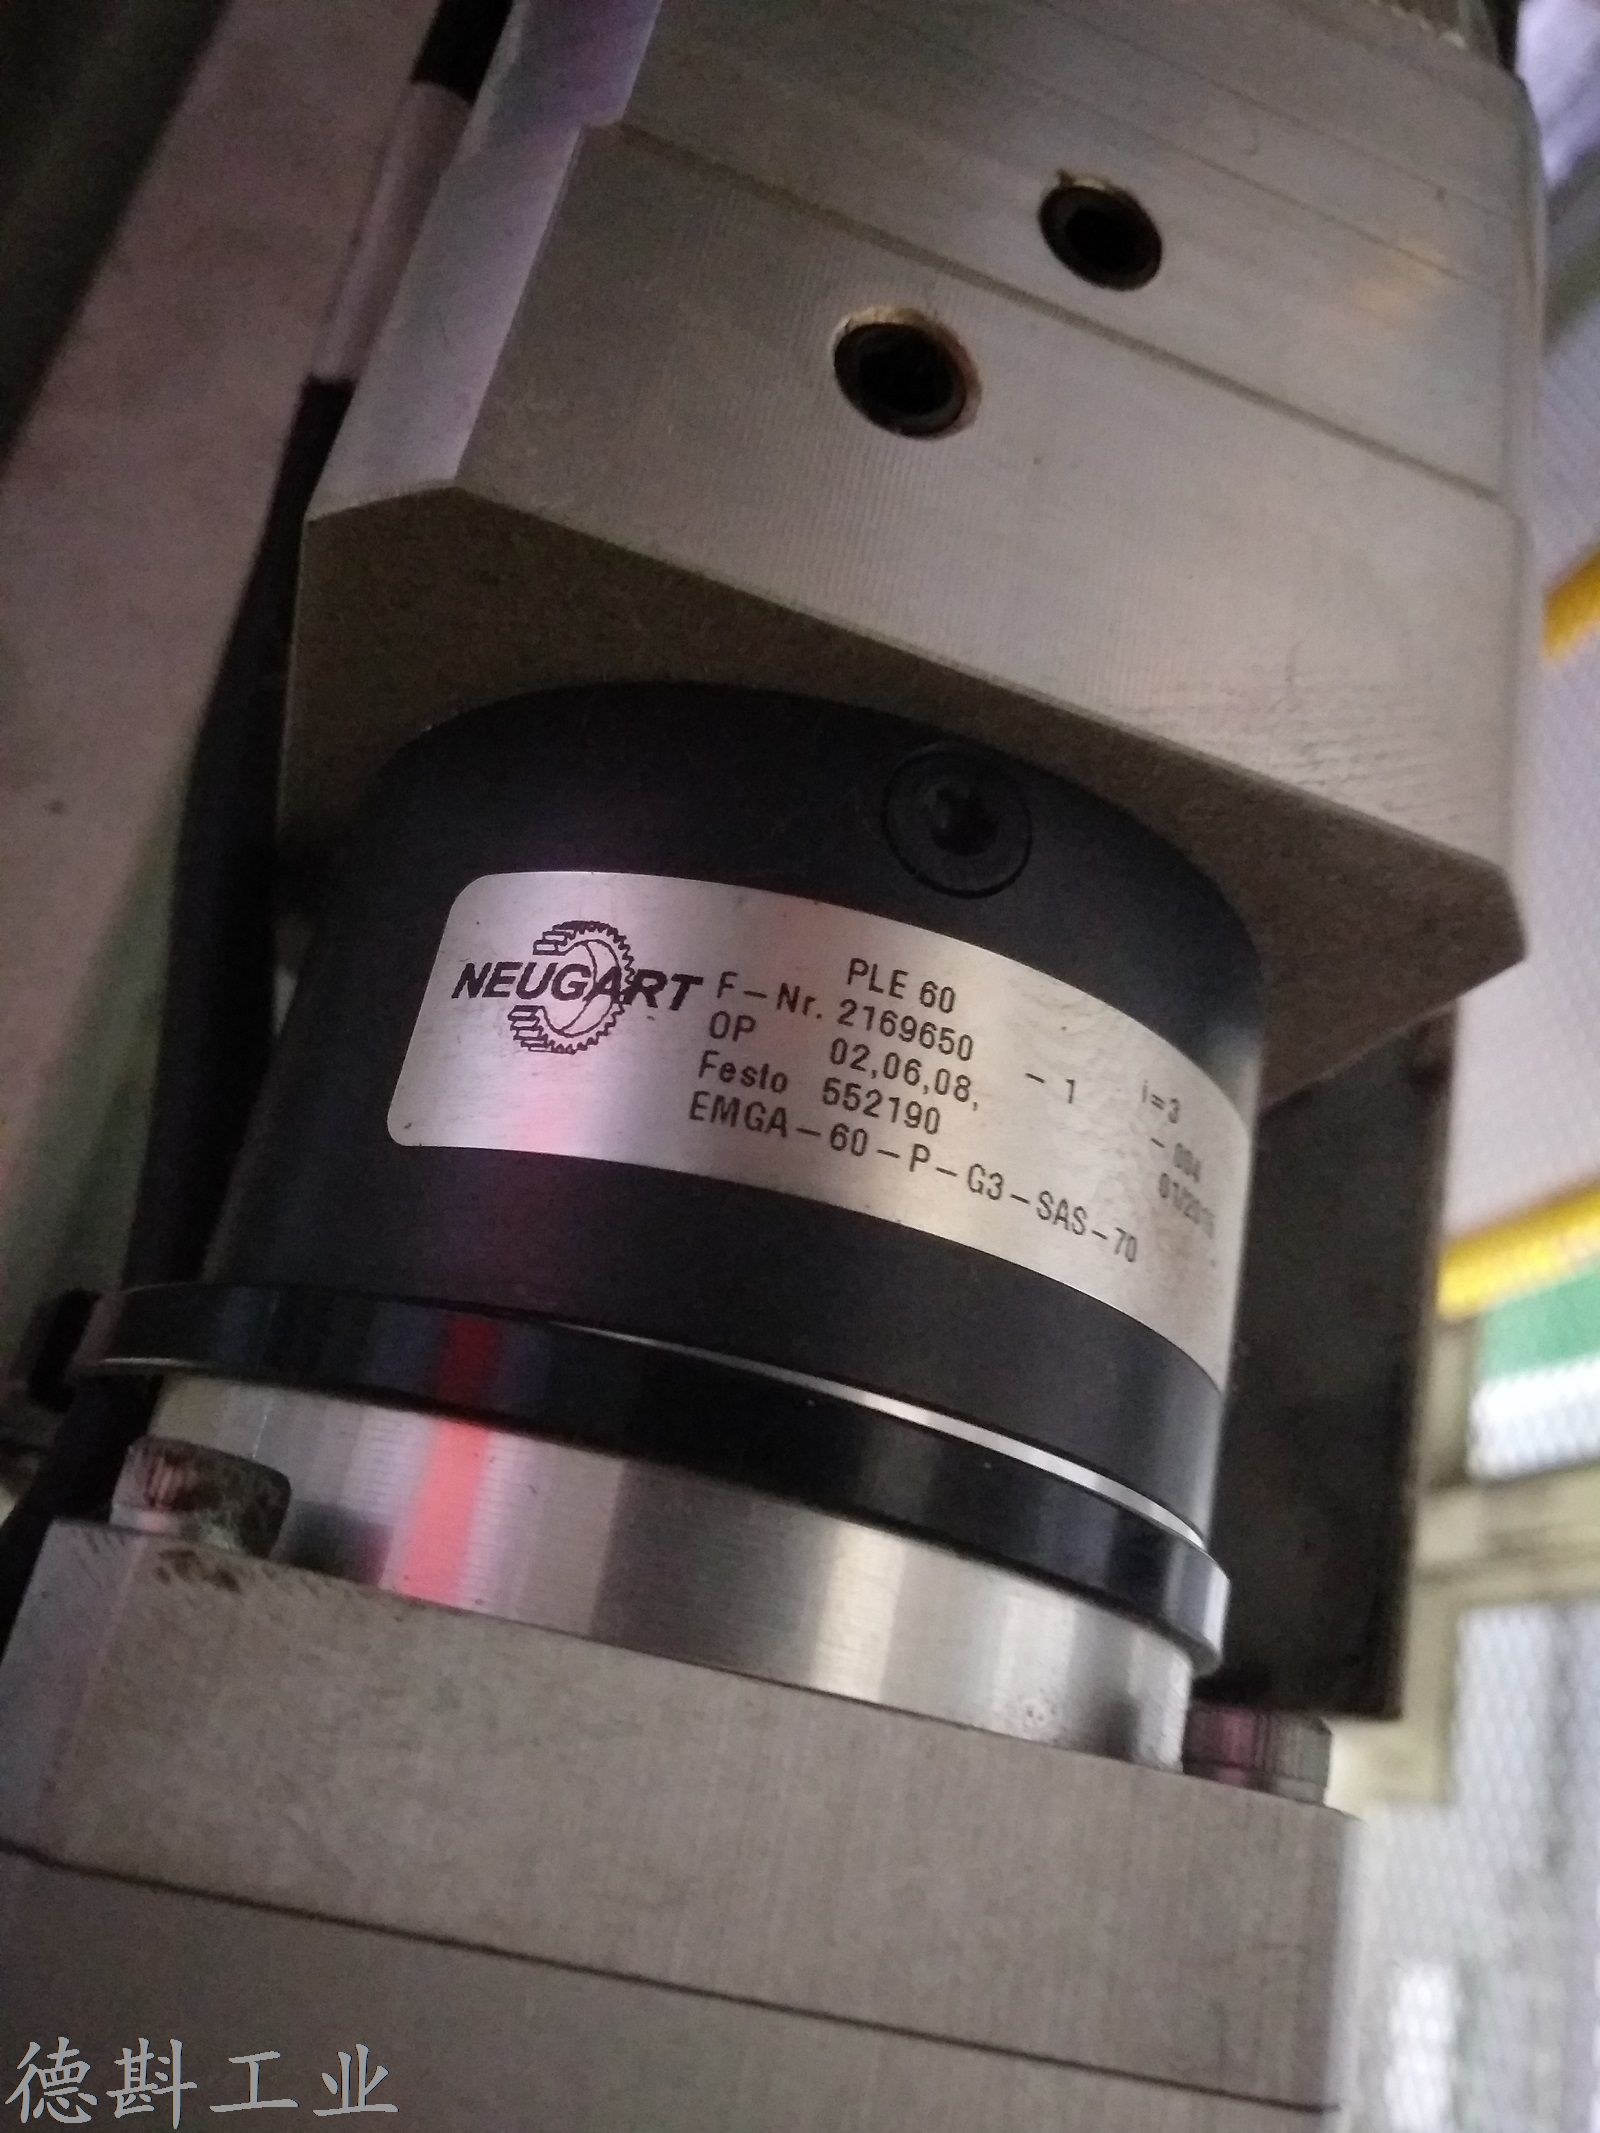 NEUGART
PLE 60 i=3
F-Nr. 2169650 - 1 - 004
OP 02,06,08,
Festo 552190
EMGA-60-P-G3-SAS-70
德斟工业